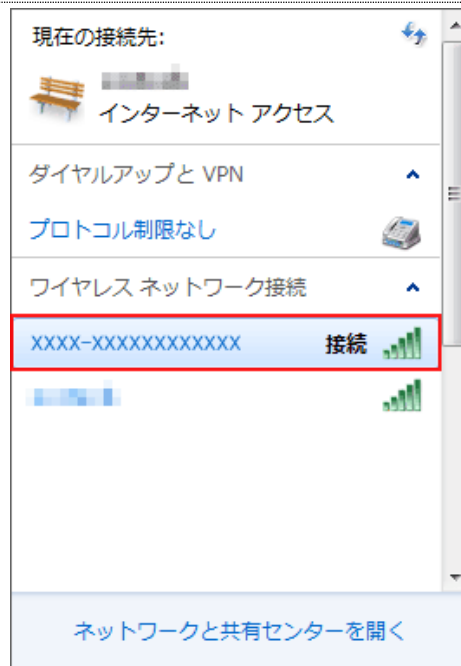 現在の接続先:
インターネット アクセス
ダイヤルアップと VPN
プロトコル制限なし
ワイヤレス ネットワーク接続
XXXX-XXXXXXXXXXXX 接続
ネットワークと共有センターを開く